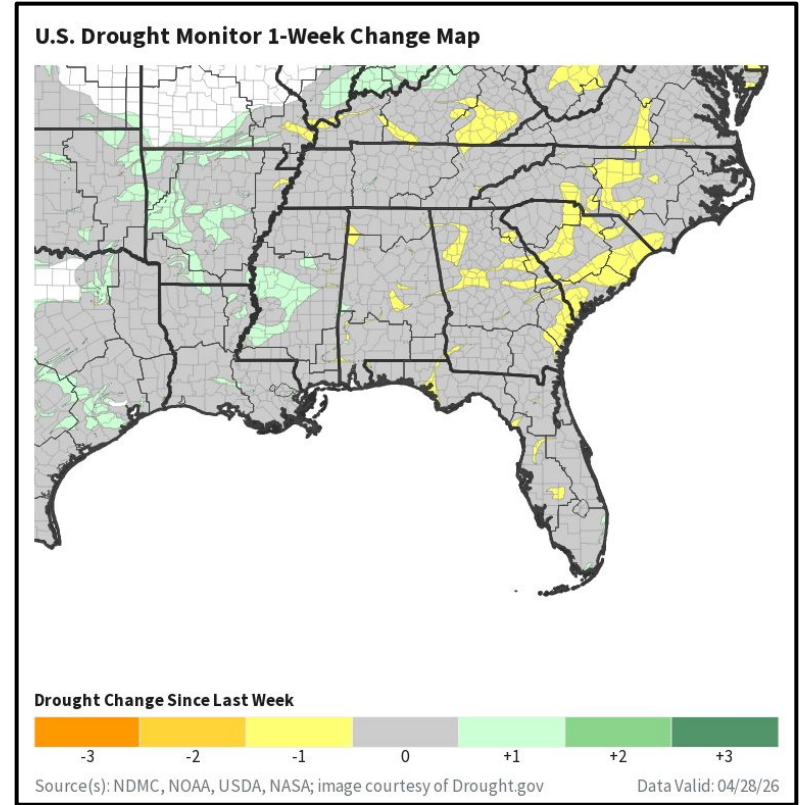 U.S. Drought Monitor 1-Week Change Map
Drought Change Since Last Week
-3 -2 -1 0 +1 +2 +3
Source(s): NDMC, NOAA, USDA, NASA; image courtesy of Drought.gov Data Valid: 04/28/26